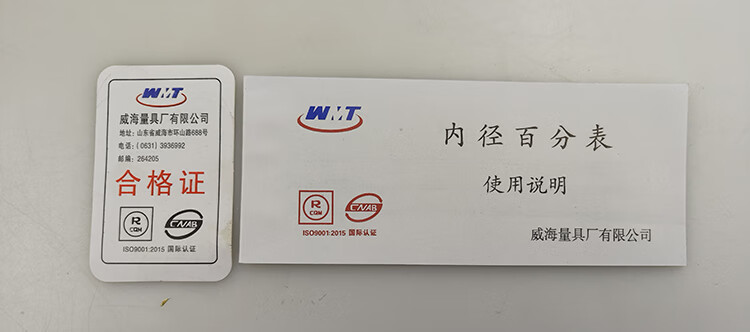 WMT
威海量具厂有限公司
地址：山东省威海市环山路688号
电话：（0631）3936992
邮编：264205
合格证
R
CQM
CNAB
ISO9001:2015 国际认证
WMT
内径百分表
使用说明
R
CQM
CNAB
ISO9001:2015 国际认证
威海量具厂有限公司